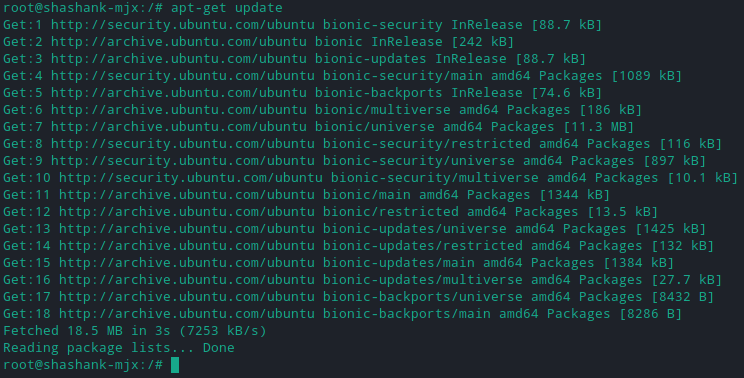 root@shashank-mjx:/# apt-get update
Get:1 http://security.ubuntu.com/ubuntu bionic-security InRelease [88.7 kB]
Get:2 http://archive.ubuntu.com/ubuntu bionic InRelease [242 kB]
Get:3 http://archive.ubuntu.com/ubuntu bionic-updates InRelease [88.7 kB]
Get:4 http://security.ubuntu.com/ubuntu bionic-security/main amd64 Packages [1089 kB]
Get:5 http://archive.ubuntu.com/ubuntu bionic-backports InRelease [74.6 kB]
Get:6 http://archive.ubuntu.com/ubuntu bionic/multiverse amd64 Packages [186 kB]
Get:7 http://archive.ubuntu.com/ubuntu bionic/universe amd64 Packages [11.3 MB]
Get:8 http://security.ubuntu.com/ubuntu bionic-security/restricted amd64 Packages [116 kB]
Get:9 http://security.ubuntu.com/ubuntu bionic-security/universe amd64 Packages [897 kB]
Get:10 http://security.ubuntu.com/ubuntu bionic-security/multiverse amd64 Packages [10.1 kB]
Get:11 http://archive.ubuntu.com/ubuntu bionic/main amd64 Packages [1344 kB]
Get:12 http://archive.ubuntu.com/ubuntu bionic/restricted amd64 Packages [13.5 kB]
Get:13 http://archive.ubuntu.com/ubuntu bionic-updates/universe amd64 Packages [1425 kB]
Get:14 http://archive.ubuntu.com/ubuntu bionic-updates/restricted amd64 Packages [132 kB]
Get:15 http://archive.ubuntu.com/ubuntu bionic-updates/main amd64 Packages [1384 kB]
Get:16 http://archive.ubuntu.com/ubuntu bionic-updates/multiverse amd64 Packages [27.7 kB]
Get:17 http://archive.ubuntu.com/ubuntu bionic-backports/universe amd64 Packages [8432 B]
Get:18 http://archive.ubuntu.com/ubuntu bionic-backports/main amd64 Packages [8286 B]
Fetched 18.5 MB in 3s (7253 kB/s)
Reading package lists... Done
root@shashank-mjx:/#